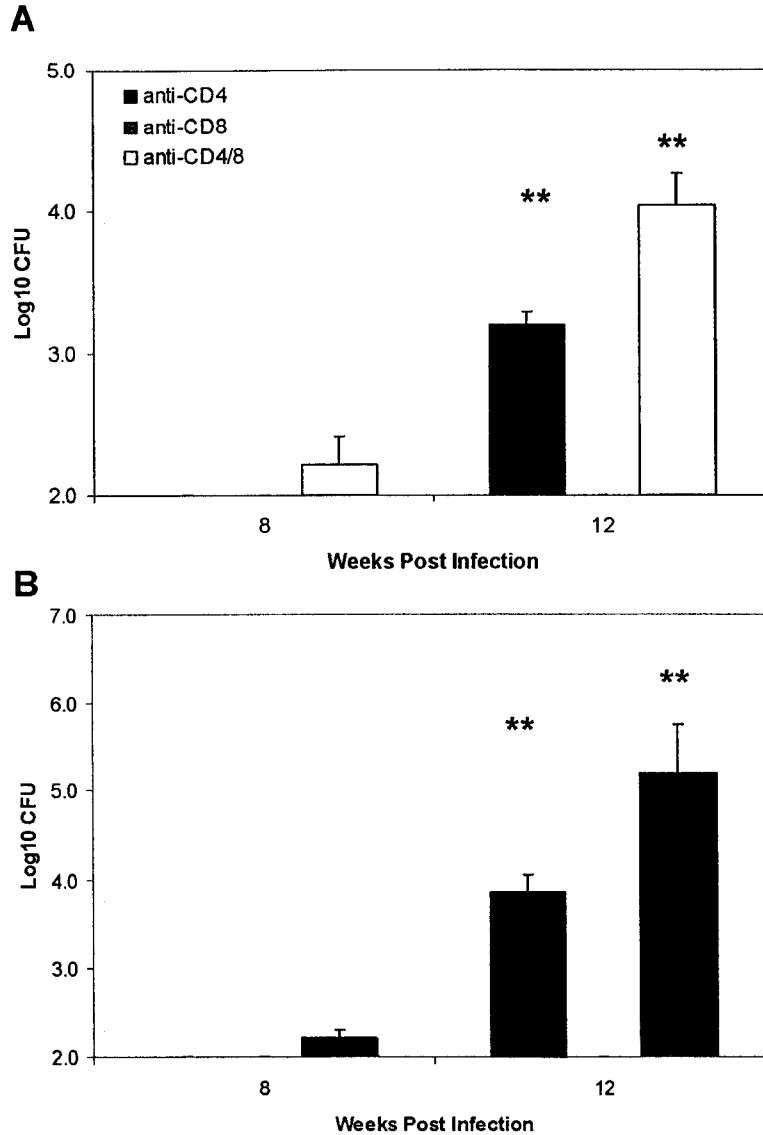 A
5.0
anti-CD4
anti-CD8
anti-CD4/8
**
**
4.0
Log10 CFU
3.0
2.0
8
12
Weeks Post Infection
B
7.0
**
6.0
**
5.0
Log10 CFU
4.0
3.0
2.0
8
12
Weeks Post Infection